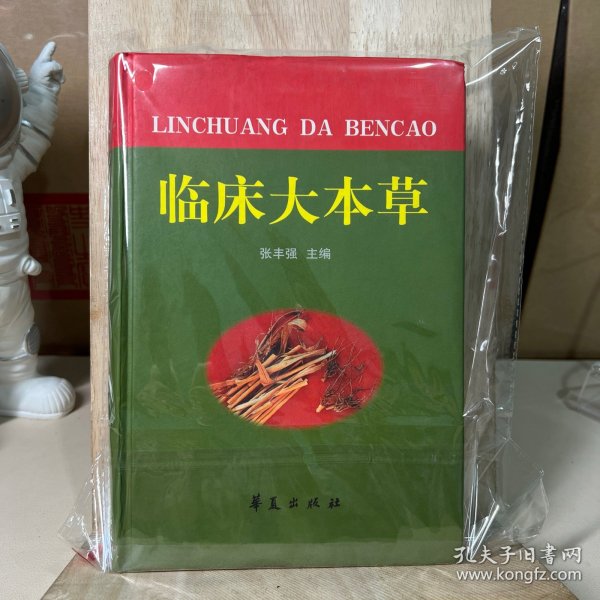 LINCHUANG DA BENCAO
临床大本草
张丰强 主编
华夏出版社
孔夫子旧书网
www.kongfz.com